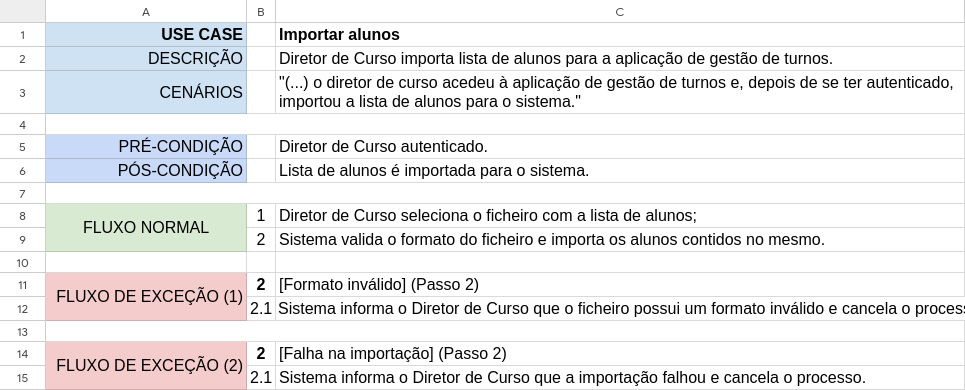 A B C
1 USE CASE Importar alunos
2 DESCRIÇÃO Diretor de Curso importa lista de alunos para a aplicação de gestão de turnos.
3 CENÁRIOS "(...) o diretor de curso acedeu à aplicação de gestão de turnos e, depois de se ter autenticado,
importou a lista de alunos para o sistema."
4
5 PRÉ-CONDIÇÃO Diretor de Curso autenticado.
6 PÓS-CONDIÇÃO Lista de alunos é importada para o sistema.
7
8 FLUXO NORMAL 1 Diretor de Curso seleciona o ficheiro com a lista de alunos;
9 2 Sistema valida o formato do ficheiro e importa os alunos contidos no mesmo.
10
11 FLUXO DE EXCEÇÃO (1) 2 [Formato inválido] (Passo 2)
12 2.1 Sistema informa o Diretor de Curso que o ficheiro possui um formato inválido e cancela o process
13
14 FLUXO DE EXCEÇÃO (2) 2 [Falha na importação] (Passo 2)
15 2.1 Sistema informa o Diretor de Curso que a importação falhou e cancela o processo.